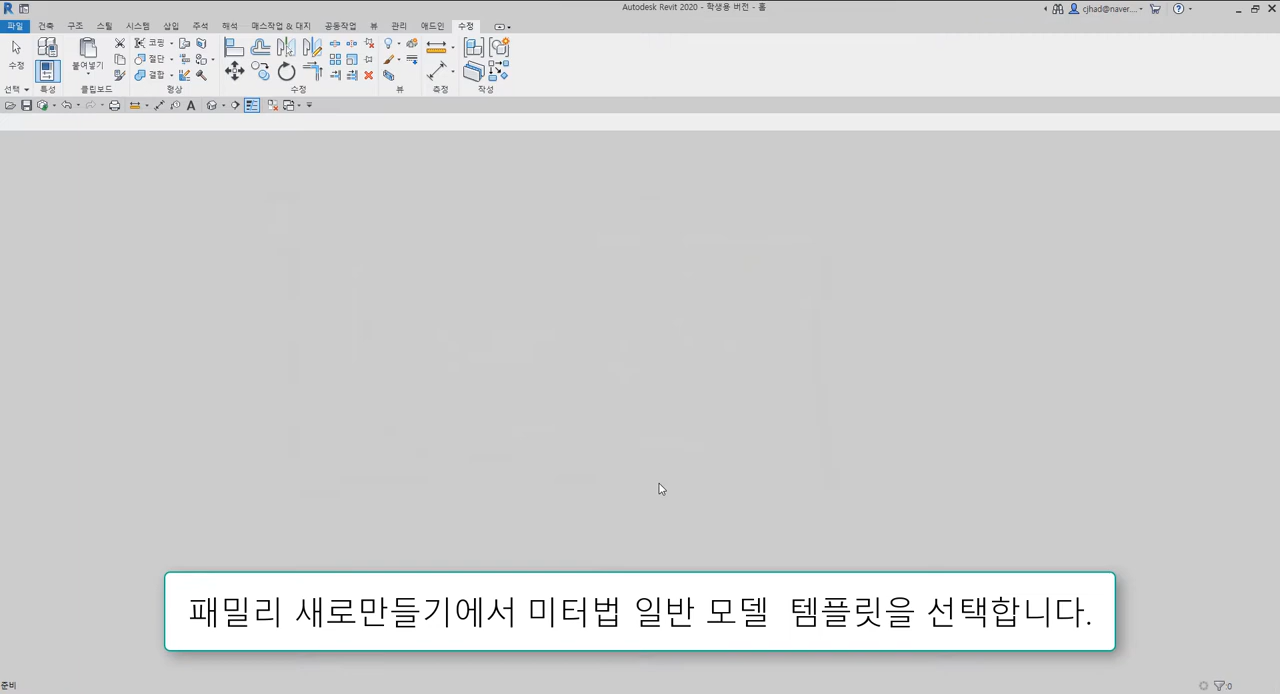 Autodesk Revit 2020 - 학생용 버전 - 홈
cjhad@naver....
파일 건축 구조 스틸 시스템 삽입 주석 해석 매스작업 & 대지 공동작업 뷰 관리 애드인 수정
수정
붙여넣기
코핑
절단
결합
선택 특성 클립보드 형상 수정 뷰 측정 작성
패밀리 새로만들기에서 미터법 일반 모델 템플릿을 선택합니다.
준비
:0